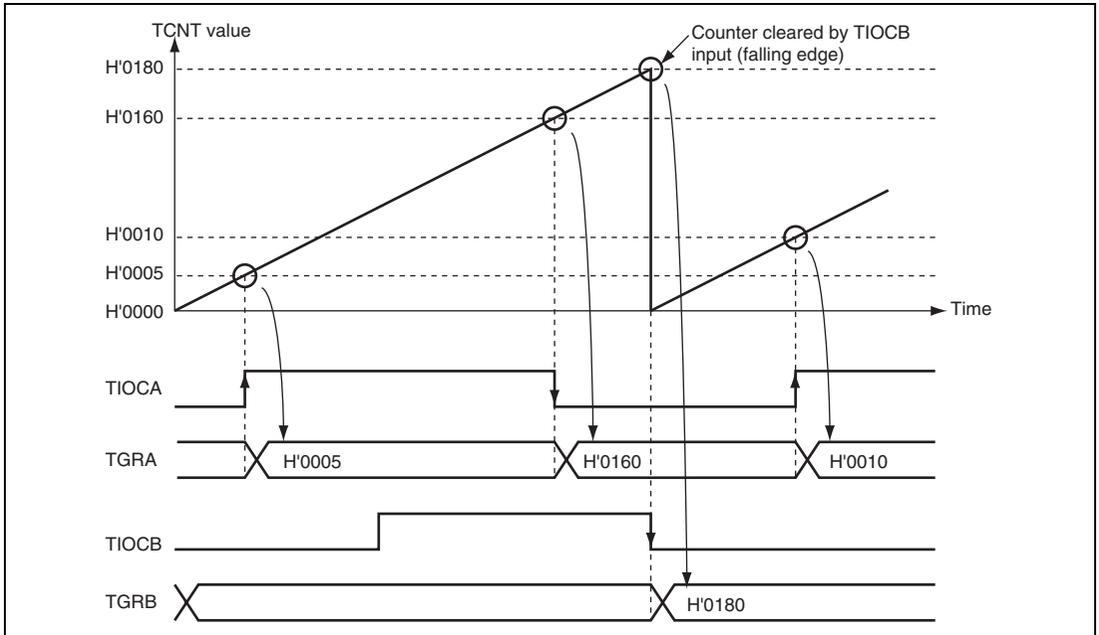 TCNT value
Counter cleared by TIOCB
input (falling edge)
H'0180
H'0160
H'0010
H'0005
H'0000
Time
TIOCA
TGRA
H'0005
H'0160
H'0010
TIOCB
TGRB
H'0180